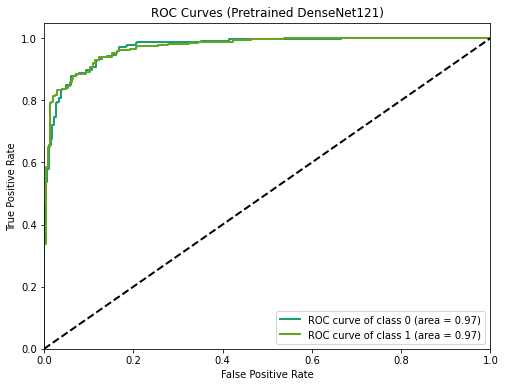 ROC Curves (Pretrained DenseNet121)
1.0
0.8
0.6
0.4
0.2
0.0
True Positive Rate
0.0 0.2 0.4 0.6 0.8 1.0
False Positive Rate
ROC curve of class 0 (area = 0.97)
ROC curve of class 1 (area = 0.97)